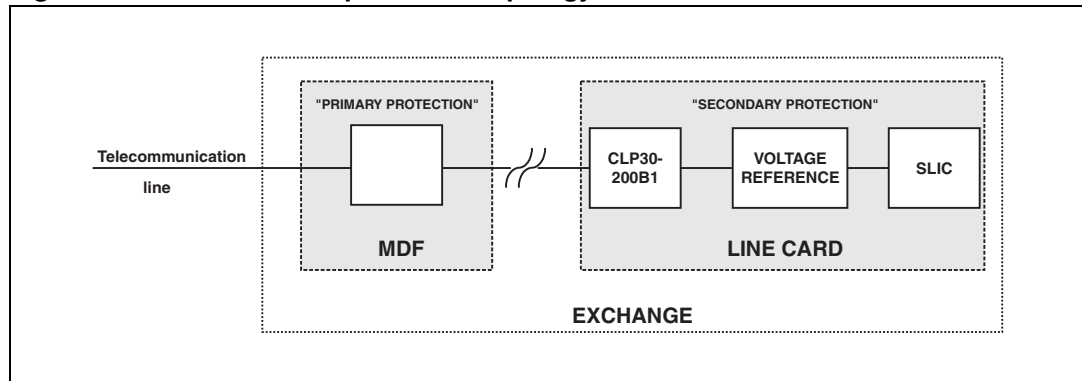 "PRIMARY PROTECTION"
"SECONDARY PROTECTION"
Telecommunication
line
CLP30-
200B1
VOLTAGE
REFERENCE
SLIC
MDF
LINE CARD
EXCHANGE